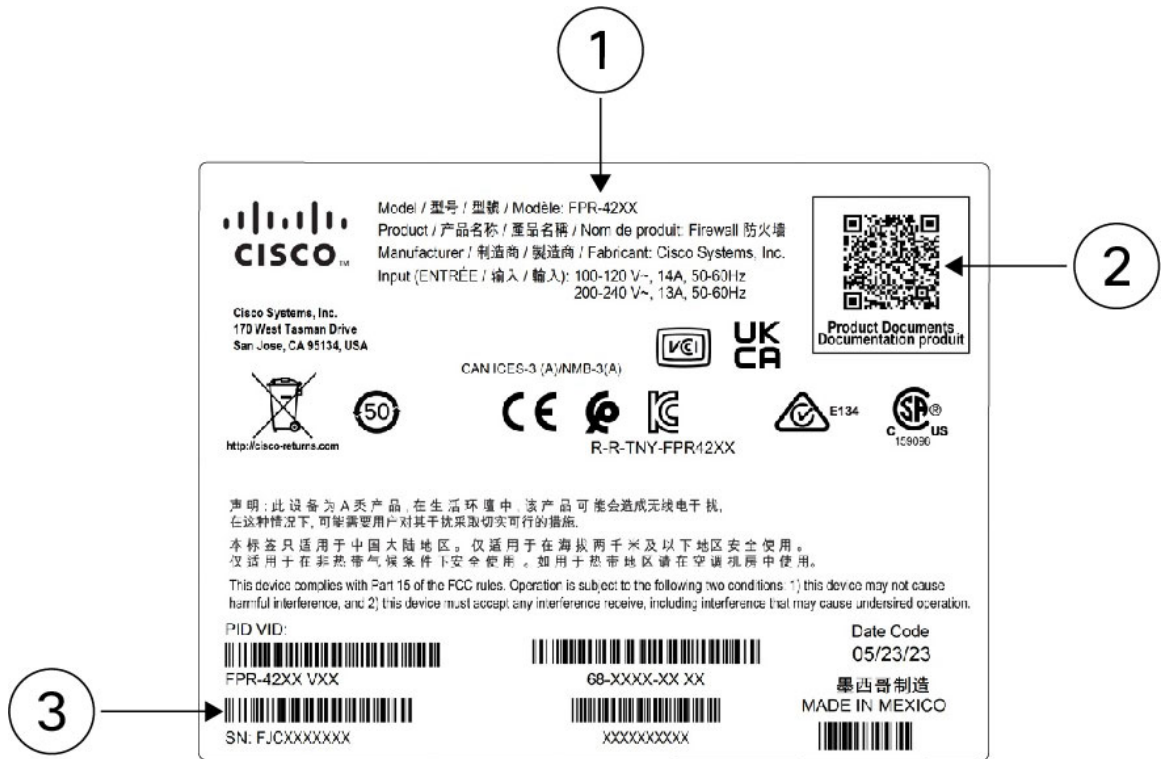 1
CISCO™
Model / 型号 / 型號 / Modèle: FPR-42XX
Product / 产品名称 / 產品名稱 / Nom de produit: Firewall 防火墙
Manufacturer / 制造商 / 製造商 / Fabricant: Cisco Systems, Inc.
Input (ENTRÉE / 输入 / 輸入): 100-120 V~, 14A, 50-60Hz
200-240 V~, 13A, 50-60Hz
2
Product Documents
Documentation produit
Cisco Systems, Inc.
170 West Tasman Drive
San Jose, CA 95134, USA
UK
CA
VCI
CAN ICES-3 (A)/NMB-3(A)
50
CE
E134
C SA ® US
159096
http://cisco-returns.com
R-R-TNY-FPR42XX
声明:此设备为A类产品,在生活环境中,该产品可能会造成无线电干扰,
在这种情况下,可能需要用户对其干扰采取切实可行的措施.
本标签只适用于中国大陆地区。仅适用于在海拔两千米及以下地区安全使用。
仅适用于在非热带气候条件下安全使用。如用于热带地区请在空调机房中使用。
This device complies with Part 15 of the FCC rules. Operation is subject to the following two conditions: 1) this device may not cause
harmful interference, and 2) this device must accept any interference receive, including interference that may cause undersired operation.
PID VID:
FPR-42XX VXX
68-XXXX-XX XX
Date Code
05/23/23
墨西哥制造
MADE IN MEXICO
3
SN: FJCXXXXXXX
XXXXXXXXXX